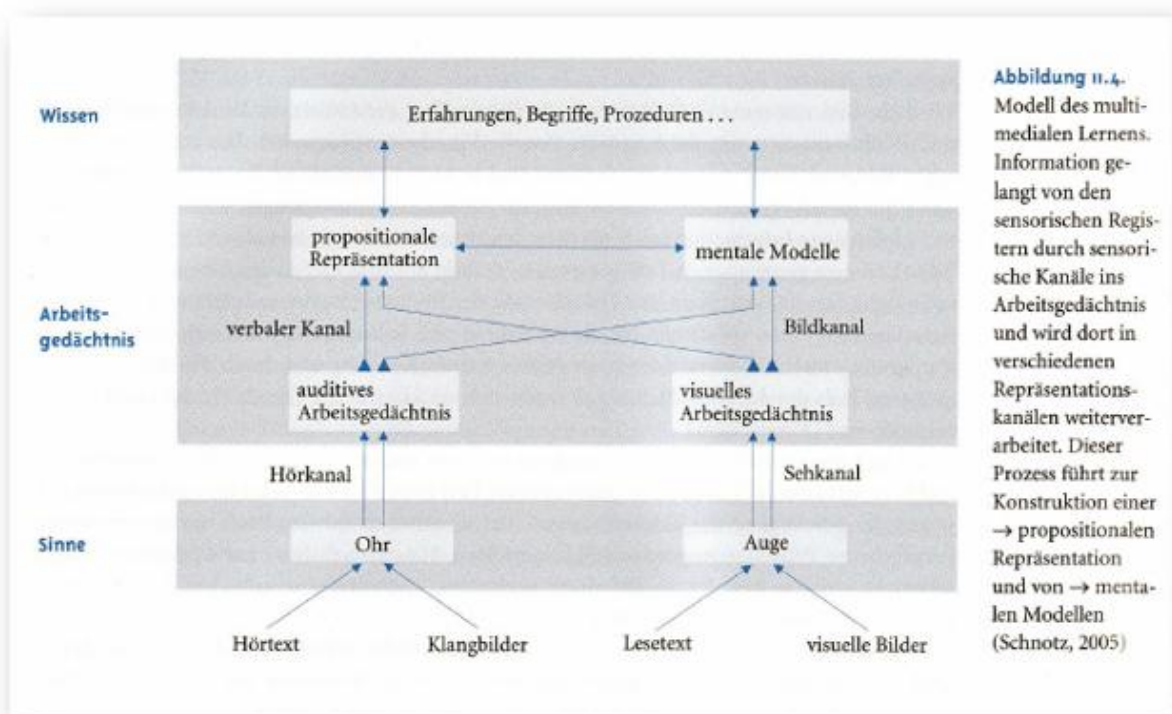 Wissen
Erfahrungen, Begriffe, Prozeduren . . .
propositionale
Repräsentation
mentale Modelle
Arbeits-
gedächtnis
verbaler Kanal
Bildkanal
auditives
Arbeitsgedächtnis
visuelles
Arbeitsgedächtnis
Hörkanal
Sehkanal
Sinne
Ohr
Auge
Hörtext
Klangbilder
Lesetext
visuelle Bilder
Abbildung 11.4.
Modell des multi-
medialen Lernens.
Information ge-
langt von den
sensorischen Regis-
tern durch sensori-
sche Kanäle ins
Arbeitsgedächtnis
und wird dort in
verschiedenen
Repräsentations-
kanälen weiterver-
arbeitet. Dieser
Prozess führt zur
Konstruktion einer
→ propositionalen
Repräsentation
und von → menta-
len Modellen
(Schnotz, 2005)